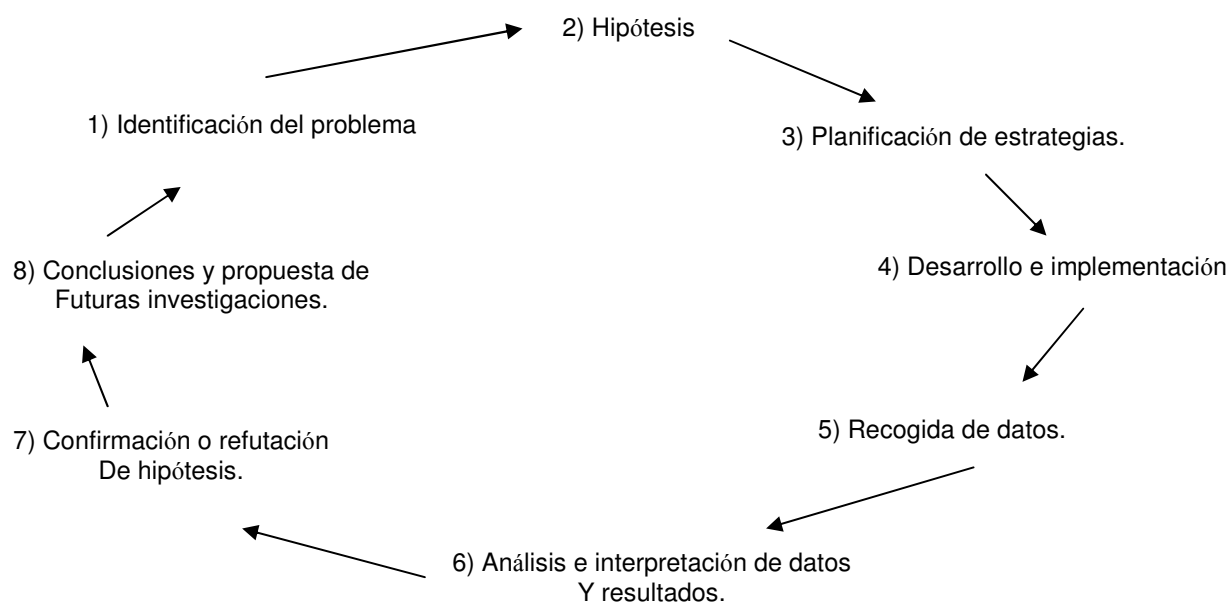 2) Hipótesis
1) Identificación del problema
3) Planificación de estrategias.
8) Conclusiones y propuesta de
Futuras investigaciones.
4) Desarrollo e implementación
7) Confirmación o refutación
De hipótesis.
5) Recogida de datos.
6) Análisis e interpretación de datos
Y resultados.